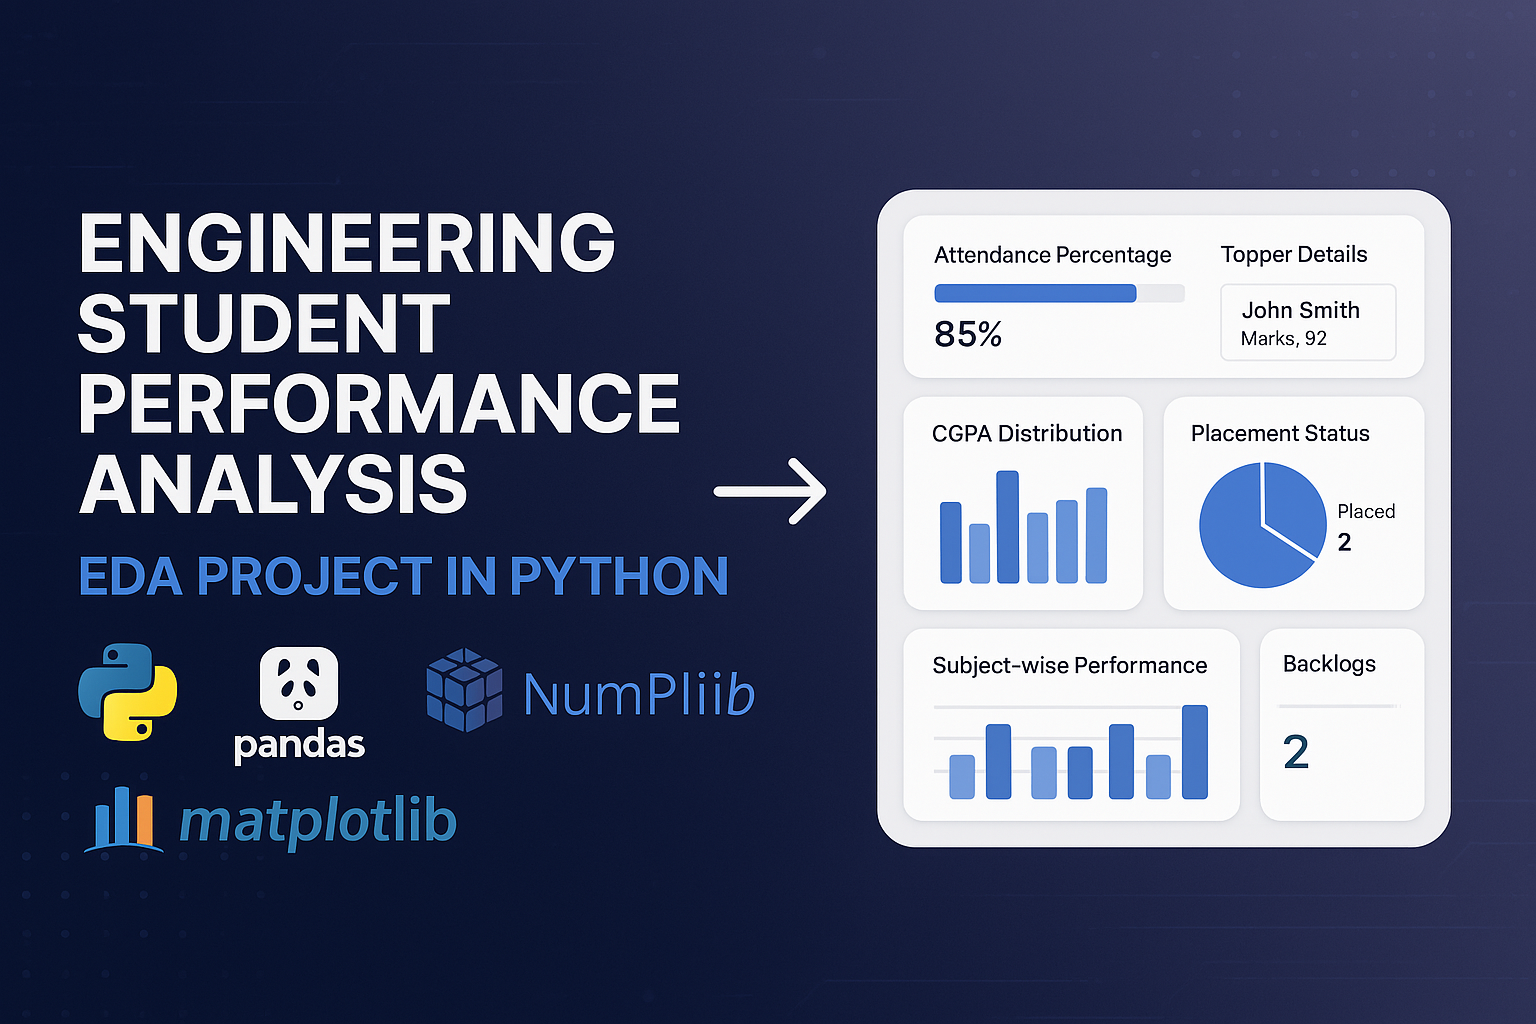 ENGINEERING
STUDENT
PERFORMANCE
ANALYSIS
EDA PROJECT IN PYTHON
pandas
NumPliib
matplotlib
Attendance Percentage
85%
Topper Details
John Smith
Marks, 92
CGPA Distribution
Placement Status
Placed
2
Subject-wise Performance
Backlogs
2